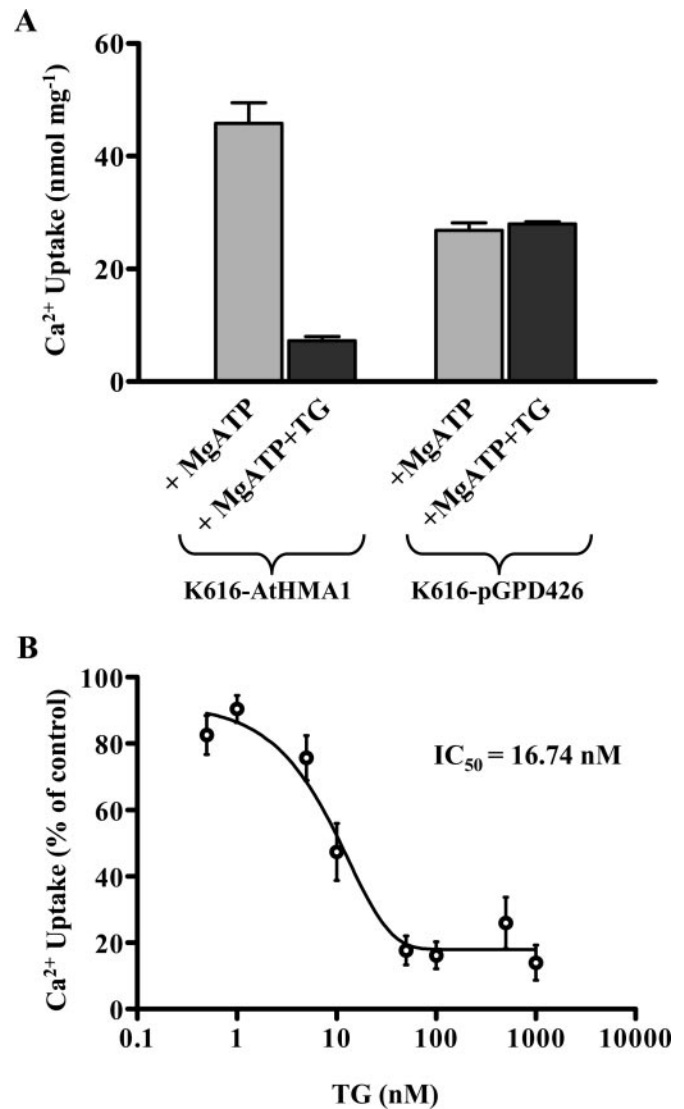 A
Ca²⁺ Uptake (nmol mg⁻¹)
60
40
20
0
+ MgATP
+ MgATP+TG
+MgATP
+MgATP+TG
K616-AtHMA1
K616-pGPD426
B
Ca²⁺ Uptake (% of control)
100
80
60
40
20
0
IC₅₀ = 16.74 nM
0.1
1
10
100
1000
10000
TG (nM)